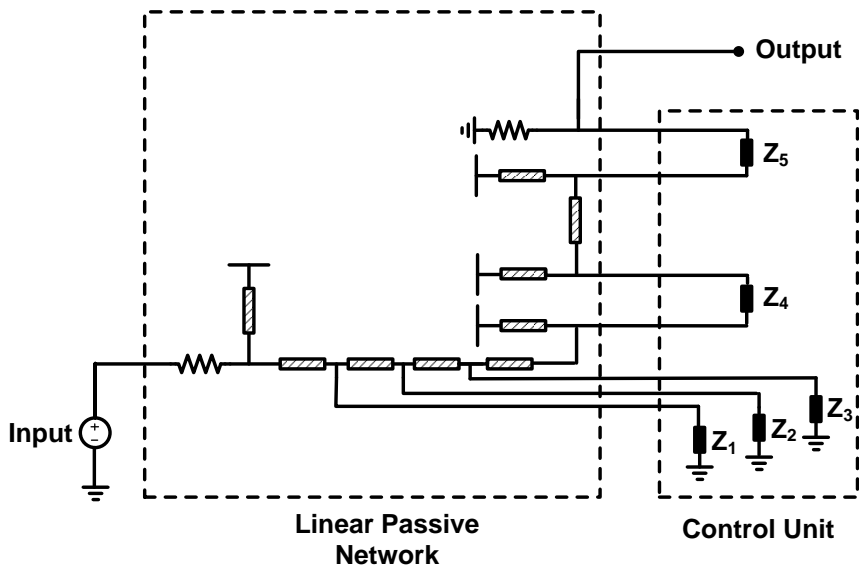 Output
Z5
Z4
Z3
Z2
Z1
Input
Linear Passive
Network
Control Unit